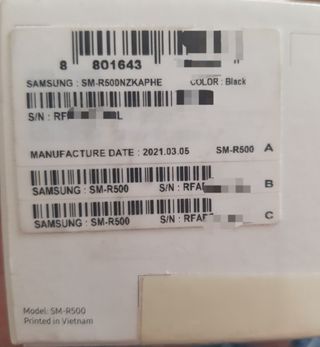 8 801643
SAMSUNG : SM-R500NZKAPHE COLOR : Black
S/N : RF L
MANUFACTURE DATE : 2021.03.05 SM-R500 A
SAMSUNG : SM-R500 S/N : RFA B
SAMSUNG : SM-R500 S/N : RFA C
Model: SM-R500
Printed in Vietnam